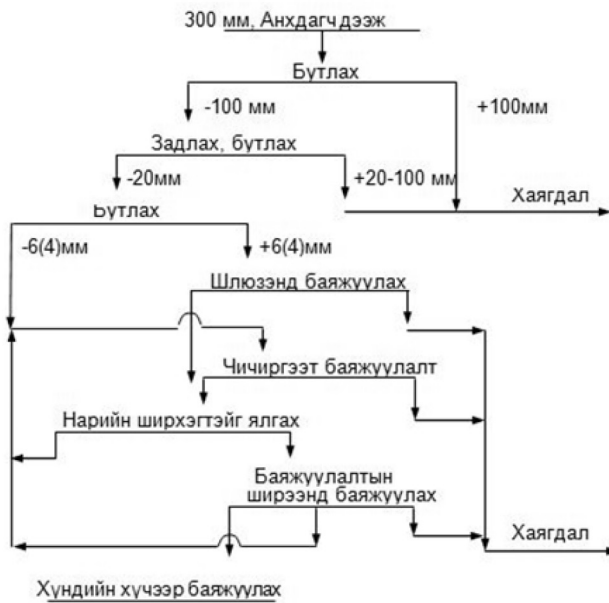 300 мм, Анхдагч дээж
Бутлах
-100 мм
+100мм
Задлах, бутлах
-20мм
+20-100 мм
Хаягдал
Бутлах
-6(4)мм
+6(4)мм
Шлюзэнд баяжуулах
Чичиргээт баяжуулалт
Нарийн ширхэгтэйг ялгах
Баяжуулалтын
ширээнд баяжуулах
Хаягдал
Хүндийн хүчээр баяжуулах